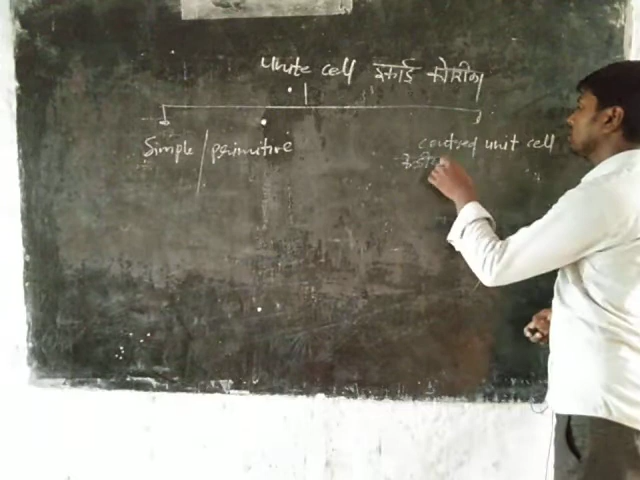 unite cell
Simple / primitive
centred unit cell